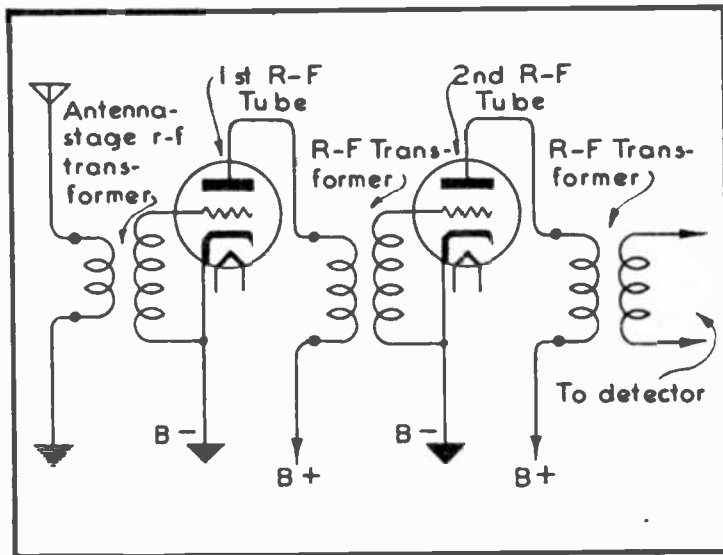 1st R-F
Tube
2nd R-F
Tube
Antenna-
stage r-f
trans-
former
R-F Trans-
former
R-F Trans-
former
To detector
B-
B+
B-
B+